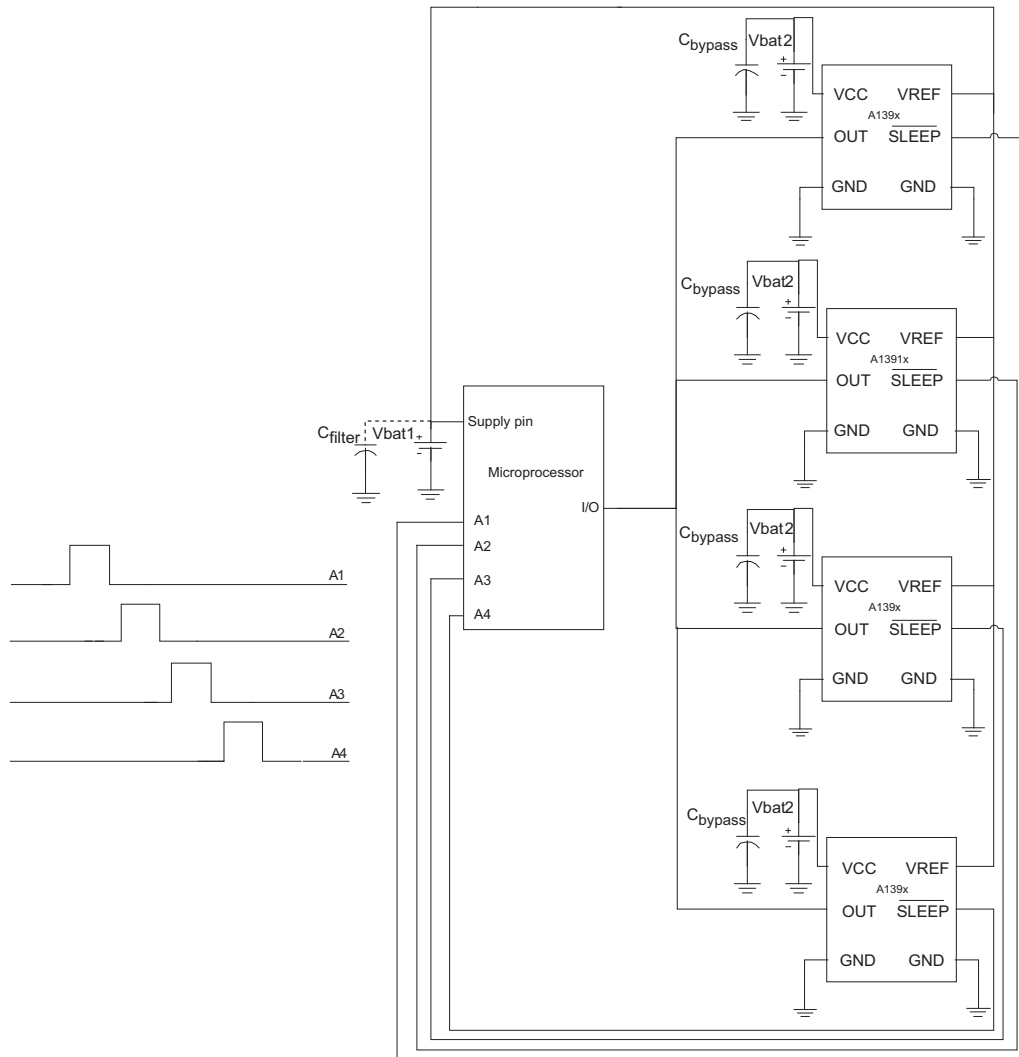 Cbypass
Vbat2
+
-
VCC VREF
A139x
OUT SLEEP
GND GND
Cbypass
Vbat2
+
-
VCC VREF
A1391x
OUT SLEEP
GND GND
Cfilter
Vbat1
+
-
Supply pin
Microprocessor
I/O
A1
A2
A3
A4
Cbypass
Vbat2
+
-
VCC VREF
A139x
OUT SLEEP
GND GND
A1
A2
A3
A4
Cbypass
Vbat2
+
-
VCC VREF
A139x
OUT SLEEP
GND GND